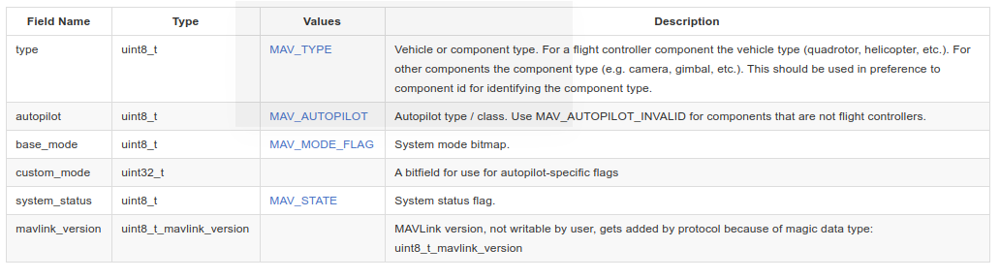 Field Name Type Values Description
type uint8_t MAV_TYPE Vehicle or component type. For a flight controller component the vehicle type (quadrotor, helicopter, etc.). For
other components the component type (e.g. camera, gimbal, etc.). This should be used in preference to
component id for identifying the component type.
autopilot uint8_t MAV_AUTOPILOT Autopilot type / class. Use MAV_AUTOPILOT_INVALID for components that are not flight controllers.
base_mode uint8_t MAV_MODE_FLAG System mode bitmap.
custom_mode uint32_t A bitfield for use for autopilot-specific flags
system_status uint8_t MAV_STATE System status flag.
mavlink_version uint8_t_mavlink_version MAVLink version, not writable by user, gets added by protocol because of magic data type:
uint8_t_mavlink_version